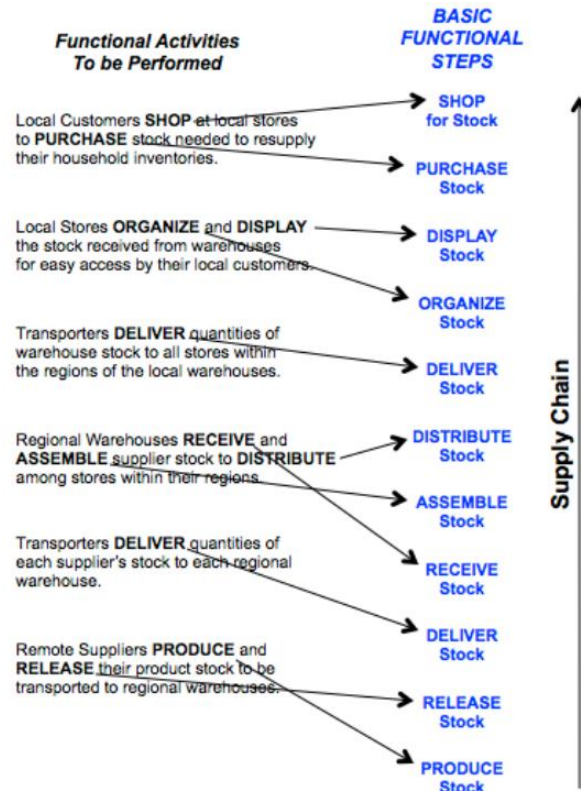 Functional Activities
To be Performed
Local Customers SHOP at local stores
to PURCHASE stock needed to resupply
their household inventories.
Local Stores ORGANIZE and DISPLAY
the stock received from warehouses
for easy access by their local customers.
Transporters DELIVER quantities of
warehouse stock to all stores within
the regions of the local warehouses.
Regional Warehouses RECEIVE and
ASSEMBLE supplier stock to DISTRIBUTE
among stores within their regions.
Transporters DELIVER quantities of
each supplier's stock to each regional
warehouse.
Remote Suppliers PRODUCE and
RELEASE their product stock to be
transported to regional warehouses.
BASIC
FUNCTIONAL
STEPS
SHOP
for Stock
PURCHASE
Stock
DISPLAY
Stock
ORGANIZE
Stock
DELIVER
Stock
DISTRIBUTE
Stock
ASSEMBLE
Stock
RECEIVE
Stock
DELIVER
Stock
RELEASE
Stock
PRODUCE
Stock
Supply Chain